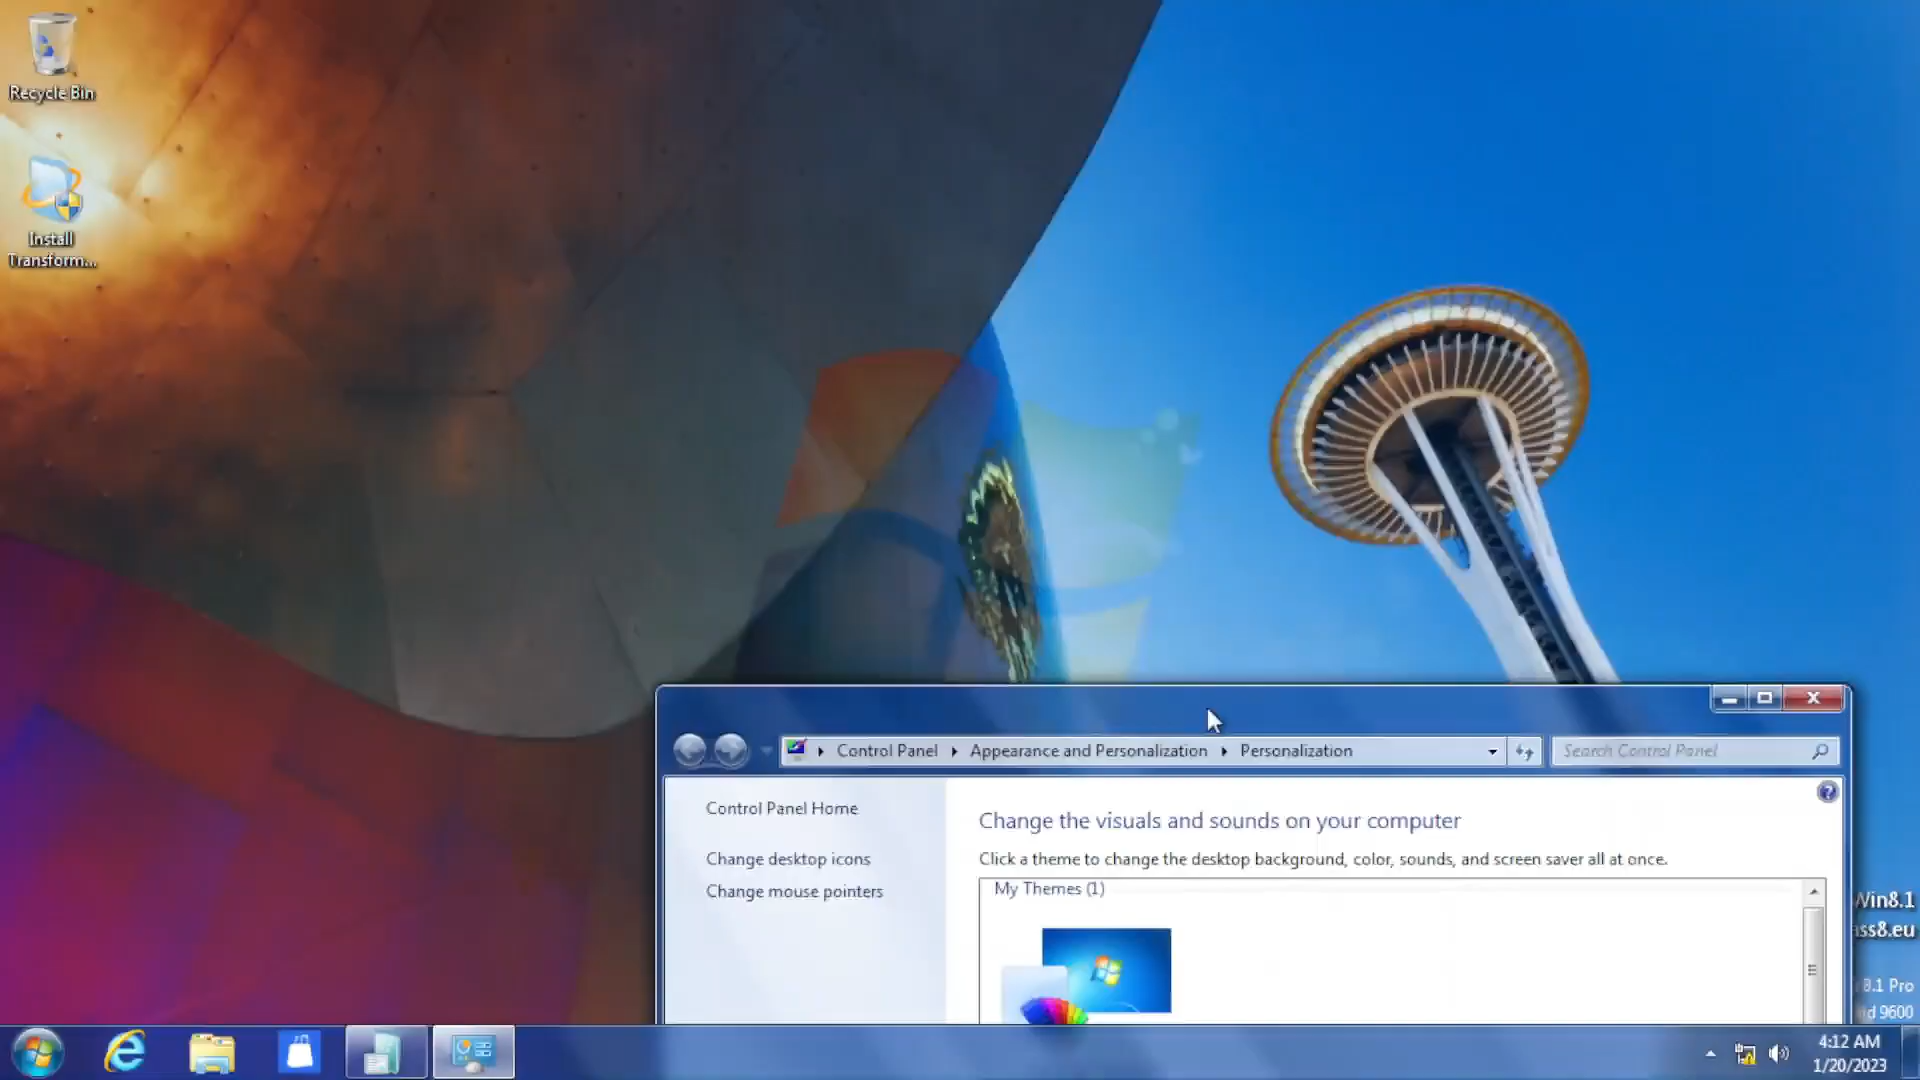 Recycle Bin
Install
Transform...
Control Panel
Appearance and Personalization
Personalization
Search Control Panel
Control Panel Home
Change the visuals and sounds on your computer
Change desktop icons
Click a theme to change the desktop background, color, sounds, and screen saver all at once.
Change mouse pointers
My Themes (1)
Win8.1
ass8.eu
8.1 Pro
9600
4:12 AM
1/20/2023